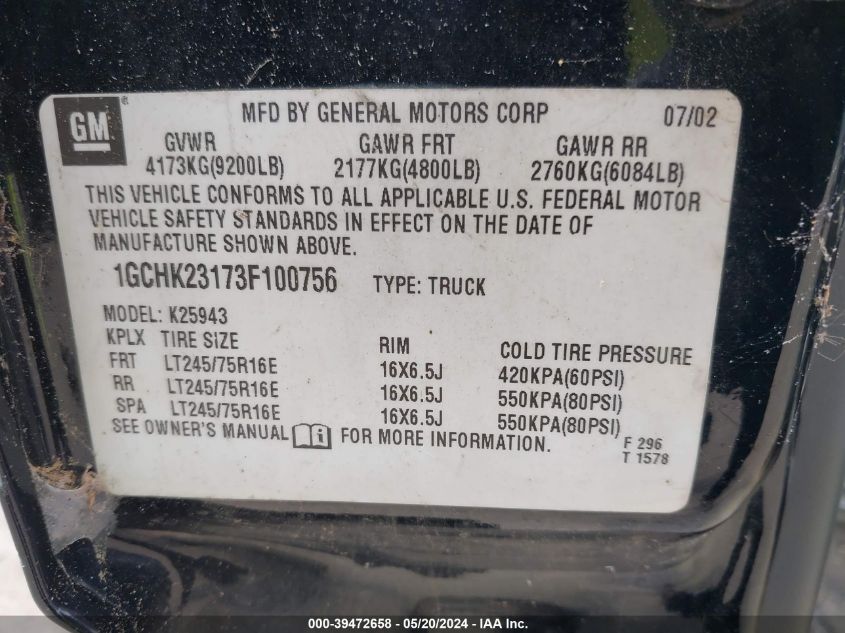 GM ® MFD BY GENERAL MOTORS CORP 07/02
GVWR GAWR FRT GAWR RR
4173KG(9200LB) 2177KG(4800LB) 2760KG(6084LB)
THIS VEHICLE CONFORMS TO ALL APPLICABLE U.S. FEDERAL MOTOR
VEHICLE SAFETY STANDARDS IN EFFECT ON THE DATE OF
MANUFACTURE SHOWN ABOVE.
1GCHK23173F100756 TYPE: TRUCK
MODEL: K25943
KPLX TIRE SIZE RIM COLD TIRE PRESSURE
FRT LT245/75R16E 16X6.5J 420KPA(60PSI)
RR LT245/75R16E 16X6.5J 550KPA(80PSI)
SPA LT245/75R16E 16X6.5J 550KPA(80PSI)
SEE OWNER'S MANUAL i FOR MORE INFORMATION.
F 296
T 1578
000-39472658 - 05/20/2024 - IAA Inc.